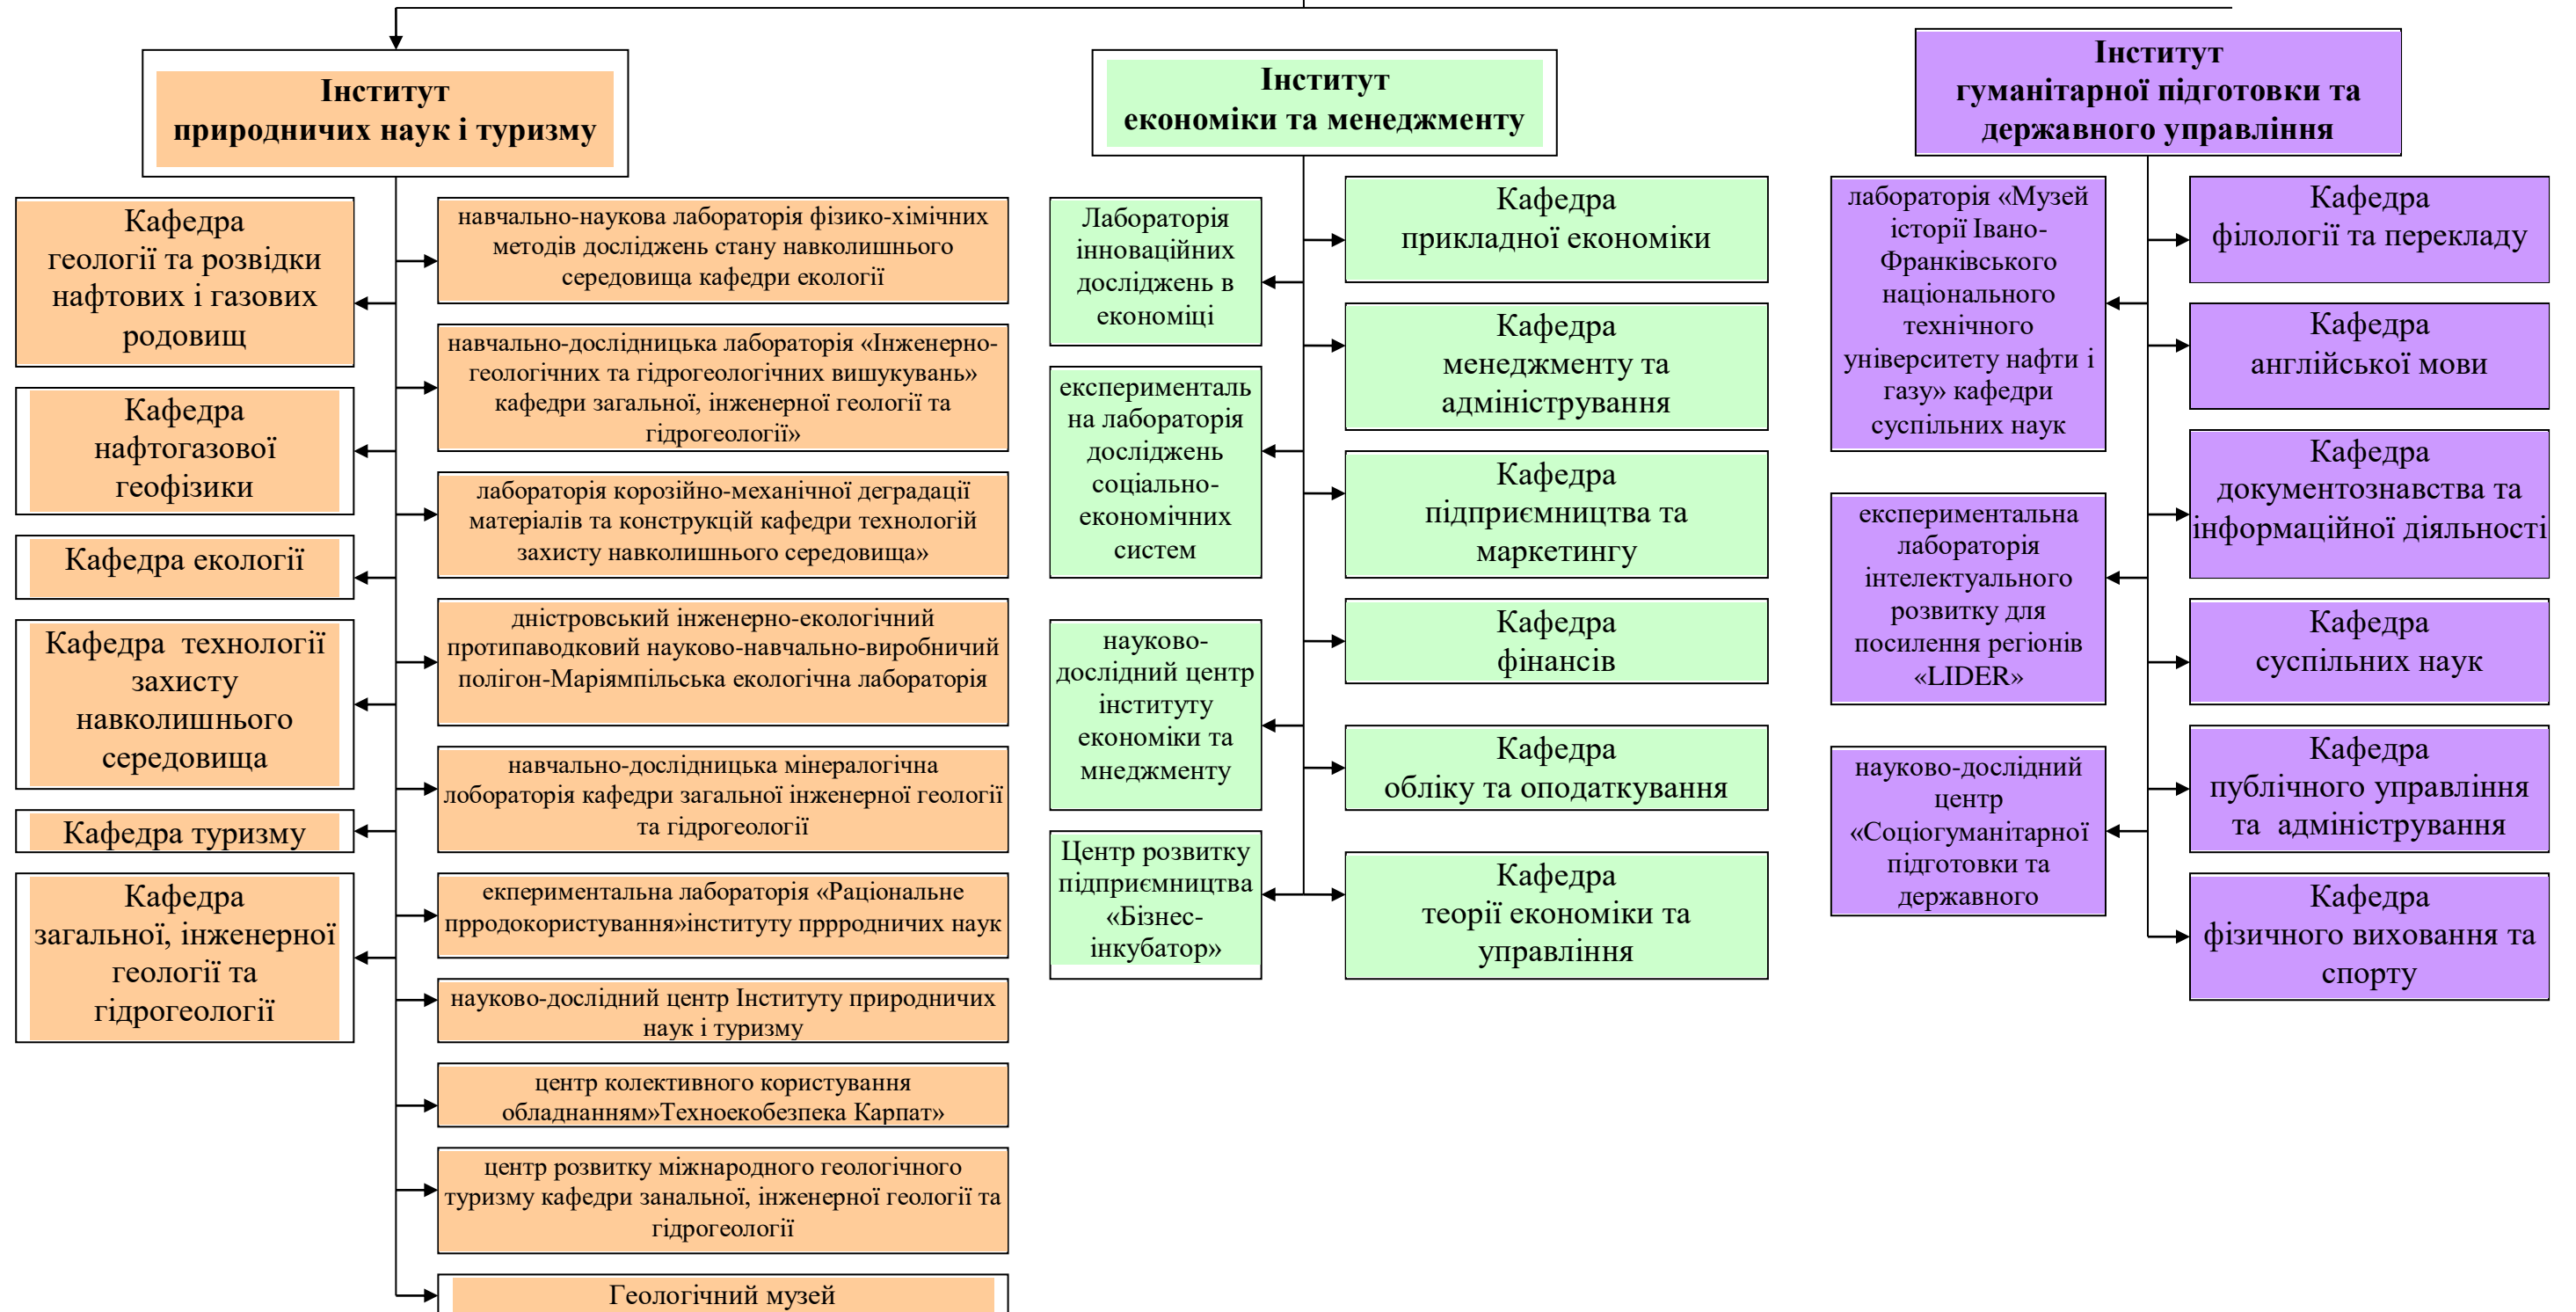 Інститут
природничих наук і туризму
Кафедра
геології та розвідки
нафтових і газових
родовищ
Кафедра
нафтогазової
геофізики
Кафедра екології
Кафедра  технології
захисту
навколишнього
середовища
Кафедра туризму
Кафедра
загальної, інженерної
геології та
гідрогеології
навчально-наукова лабораторія фізико-хімічних
методів досліджень стану навколишнього
середовища кафедри екології
навчально-дослідницька лабораторія «Інженерно-
геологічних та гідрогеологічних вишукувань»
кафедри загальної, інженерної геології та
гідрогеології»
лабораторія корозійно-механічної деградації
матеріалів та конструкцій кафедри технологій
захисту навколишнього середовища»
дністровський інженерно-екологічний
протипаводковий науково-навчально-виробничий
полігон-Маріямпільська екологічна лабораторія
навчально-дослідницька мінералогічна
лобораторія кафедри загальної інженерної геології
та гідрогеології
екпериментальна лабораторія «Раціональне
прродокористування»інституту пррродничих наук
науково-дослідний центр Інституту природничих
наук і туризму
центр колективного користування
обладнанням»Техноекобезпека Карпат»
центр розвитку міжнародного геологічного
туризму кафедри занальної, інженерної геології та
гідрогеології
Геологічний музей
Інститут
економіки та менеджменту
Лабораторія
інноваційних
досліджень в
економіці
експерименталь
на лабораторія
досліджень
соціально-
економічних
систем
науково-
дослідний центр
інституту
економіки та
мнеджменту
Центр розвитку
підприємництва
«Бізнес-
інкубатор»
Кафедра
прикладної економіки
Кафедра
менеджменту та
адміністрування
Кафедра
підприємництва та
маркетингу
Кафедра
фінансів
Кафедра
обліку та оподаткування
Кафедра
теорії економіки та
управління
Інститут
гуманітарної підготовки та
державного управління
лабораторія «Музей
історії Івано-
Франківського
національного
технічного
університету нафти і
газу» кафедри
суспільних наук
експериментальна
лабораторія
інтелектуального
розвитку для
посилення регіонів
«LIDER»
науково-дослідний
центр
«Соціогуманітарної
підготовки та
державного
Кафедра
філології та перекладу
Кафедра
англійської мови
Кафедра
документознавства та
інформаційної діяльності
Кафедра
суспільних наук
Кафедра
публічного управління
та  адміністрування
Кафедра
фізичного виховання та
спорту